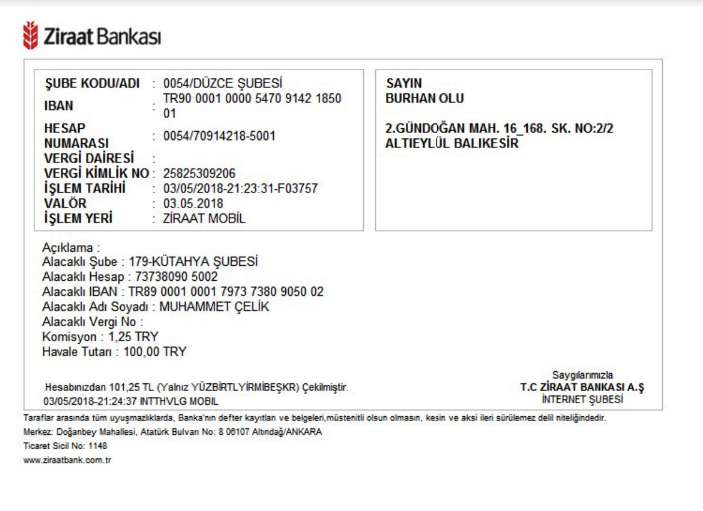 Ziraat Bankası
ŞUBE KODU/ADI : 0054/DÜZCE ŞUBESİ
IBAN : TR90 0001 0000 5470 9142 1850 01
HESAP NUMARASI : 0054/70914218-5001
VERGİ DAİRESİ :
VERGİ KİMLİK NO : 25825309206
İŞLEM TARİHİ : 03/05/2018-21:23:31-F03757
VALÖR : 03.05.2018
İŞLEM YERİ : ZİRAAT MOBİL
SAYIN
BURHAN OLU
2.GÜNDOĞAN MAH. 16_168. SK. NO:2/2
ALTIEYLÜL BALIKESİR
Açıklama :
Alacaklı Şube : 179-KÜTAHYA ŞUBESİ
Alacaklı Hesap : 73738090 5002
Alacaklı IBAN : TR89 0001 0001 7973 7380 9050 02
Alacaklı Adı Soyadı : MUHAMMET ÇELİK
Alacaklı Vergi No :
Komisyon : 1,25 TRY
Havale Tutarı : 100,00 TRY
Hesabınızdan 101,25 TL (Yalnız YÜZBİRTLYİRMİBEŞKR) Çekilmiştir.
03/05/2018-21:24:37 INTTHVLG MOBIL
Saygılarımızla
T.C ZİRAAT BANKASI A.Ş
İNTERNET ŞUBESİ
Taraflar arasında tüm uyuşmazlıklarda, Banka'nın defter kayıtları ve belgeleri,müstenitli olsun olmasın, kesin ve aksi ileri sürülemez delil niteliğindedir.
Merkez: Doğanbey Mahallesi, Atatürk Bulvarı No: 8 06107 Altındağ/ANKARA
Ticaret Sicil No: 1148
www.ziraatbank.com.tr